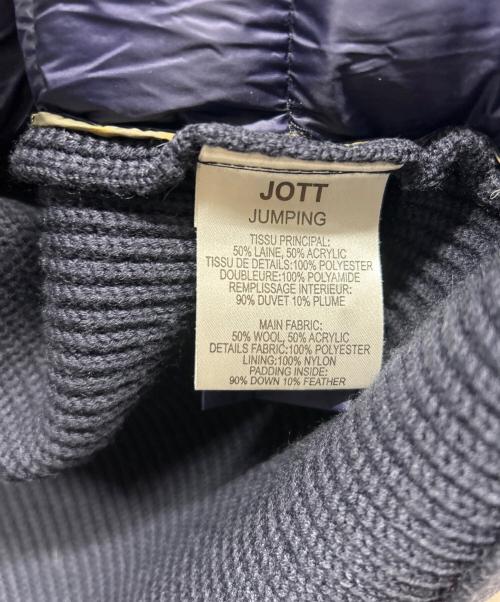 JOTT
JUMPING
TISSU PRINCIPAL:
50% LAINE, 50% ACRYLIC
TISSU DE DETAILS:100% POLYESTER
DOUBLEURE:100% POLYAMIDE
REMPLISSAGE INTERIEUR:
90% DUVET 10% PLUME
MAIN FABRIC:
50% WOOL, 50% ACRYLIC
DETAILS FABRIC:100% POLYESTER
LINING:100% NYLON
PADDING INSIDE:
90% DOWN 10% FEATHER